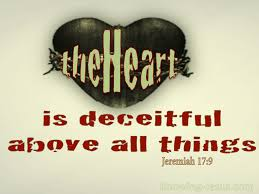 theHeart
is deceitful
above all things
Jeremiah 17:9